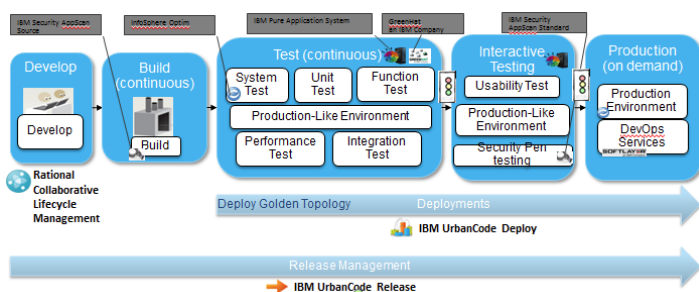 IBM Security AppScan
Source
InfoSphere Optim
IBM Pure Application System
GreenHat
an IBM Company
IBM Security
AppScan Standard
Develop
Develop
Build
(continuous)
Build
Test (continuous)
System
Test
Unit
Test
Function
Test
Production-Like Environment
Performance
Test
Integration
Test
Interactive
Testing
Usability Test
Production-Like
Environment
Security Pen
testing
Production
(on demand)
Production
Environment
DevOps
Services
SOFTLAYER
Rational
Collaborative
Lifecycle
Management
Deploy Golden Topology
Deployments
IBM UrbanCode Deploy
Release Management
IBM UrbanCode Release